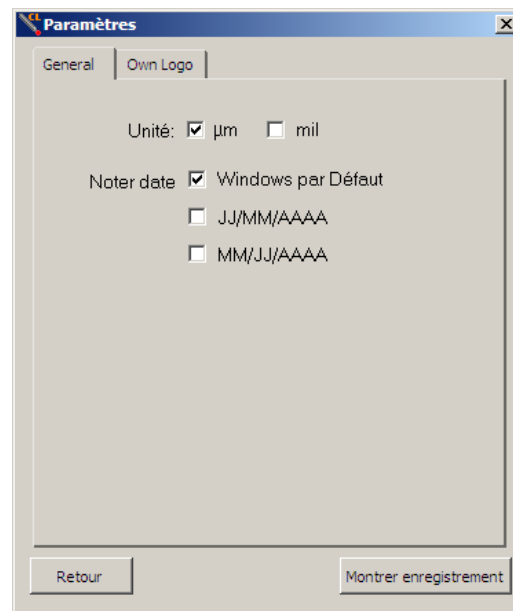 CL Paramètres
General Own Logo
Unité: µm mil
Noter date Windows par Défaut
JJ/MM/AAAA
MM/JJ/AAAA
Retour Montrer enregistrement